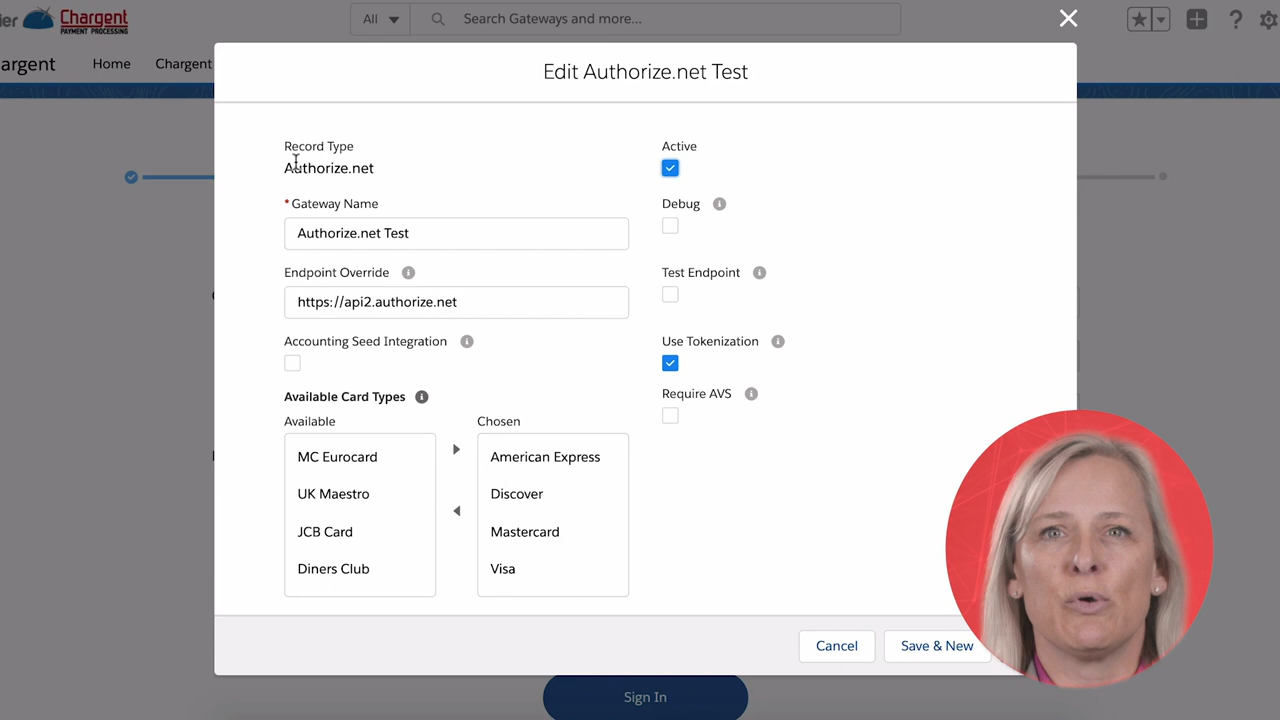 ier Chargent
PAYMENT PROCESSING
All
Search Gateways and more...
argent
Home
Chargent
Edit Authorize.net Test
Record Type
Authorize.net
Active
* Gateway Name
Authorize.net Test
Debug
Endpoint Override
https://api2.authorize.net
Test Endpoint
Accounting Seed Integration
Use Tokenization
Available Card Types
Require AVS
Available
Chosen
MC Eurocard
UK Maestro
JCB Card
Diners Club
American Express
Discover
Mastercard
Visa
Cancel
Save & New
Sign In